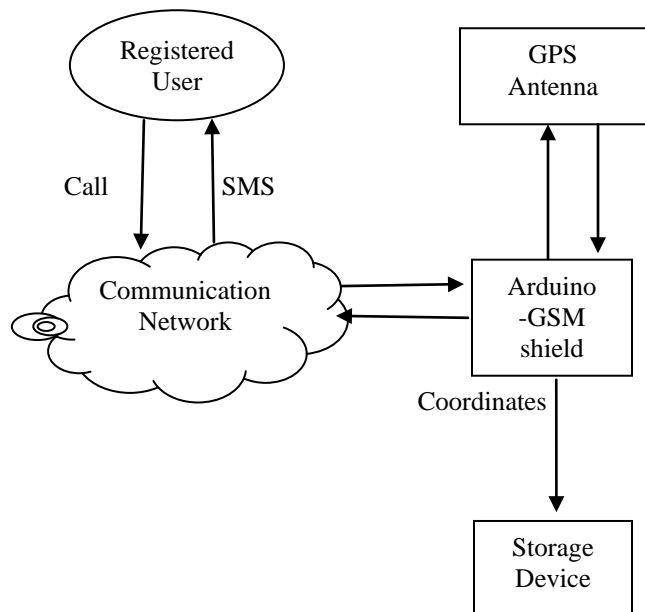 Registered
User
GPS
Antenna
Call
SMS
Communication
Network
Arduino
-GSM
shield
Coordinates
Storage
Device